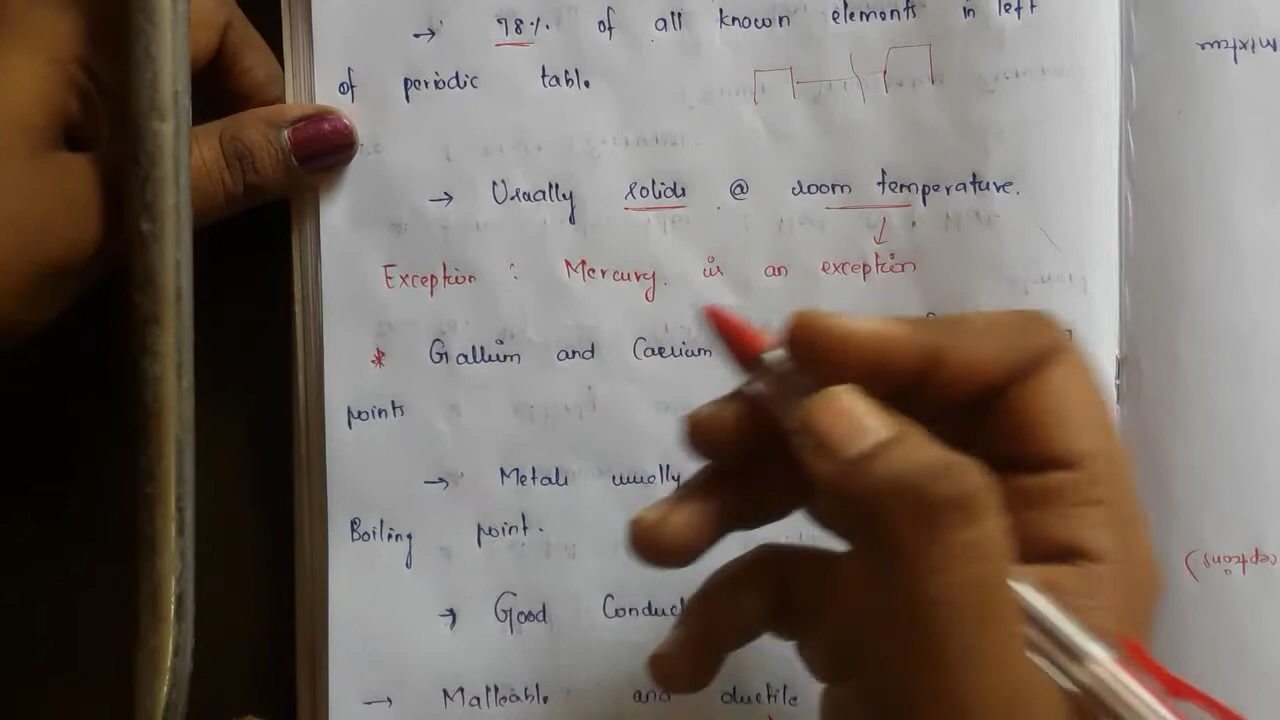 → 78% of all known elements in left
of periodic table
→ Usually solids @ room temperature.
Exception : Mercury is an exception
* Gallium and Caesium
points
→ Metals usually
Boiling point.
→ Good
→ Malleable and ductile
mixture